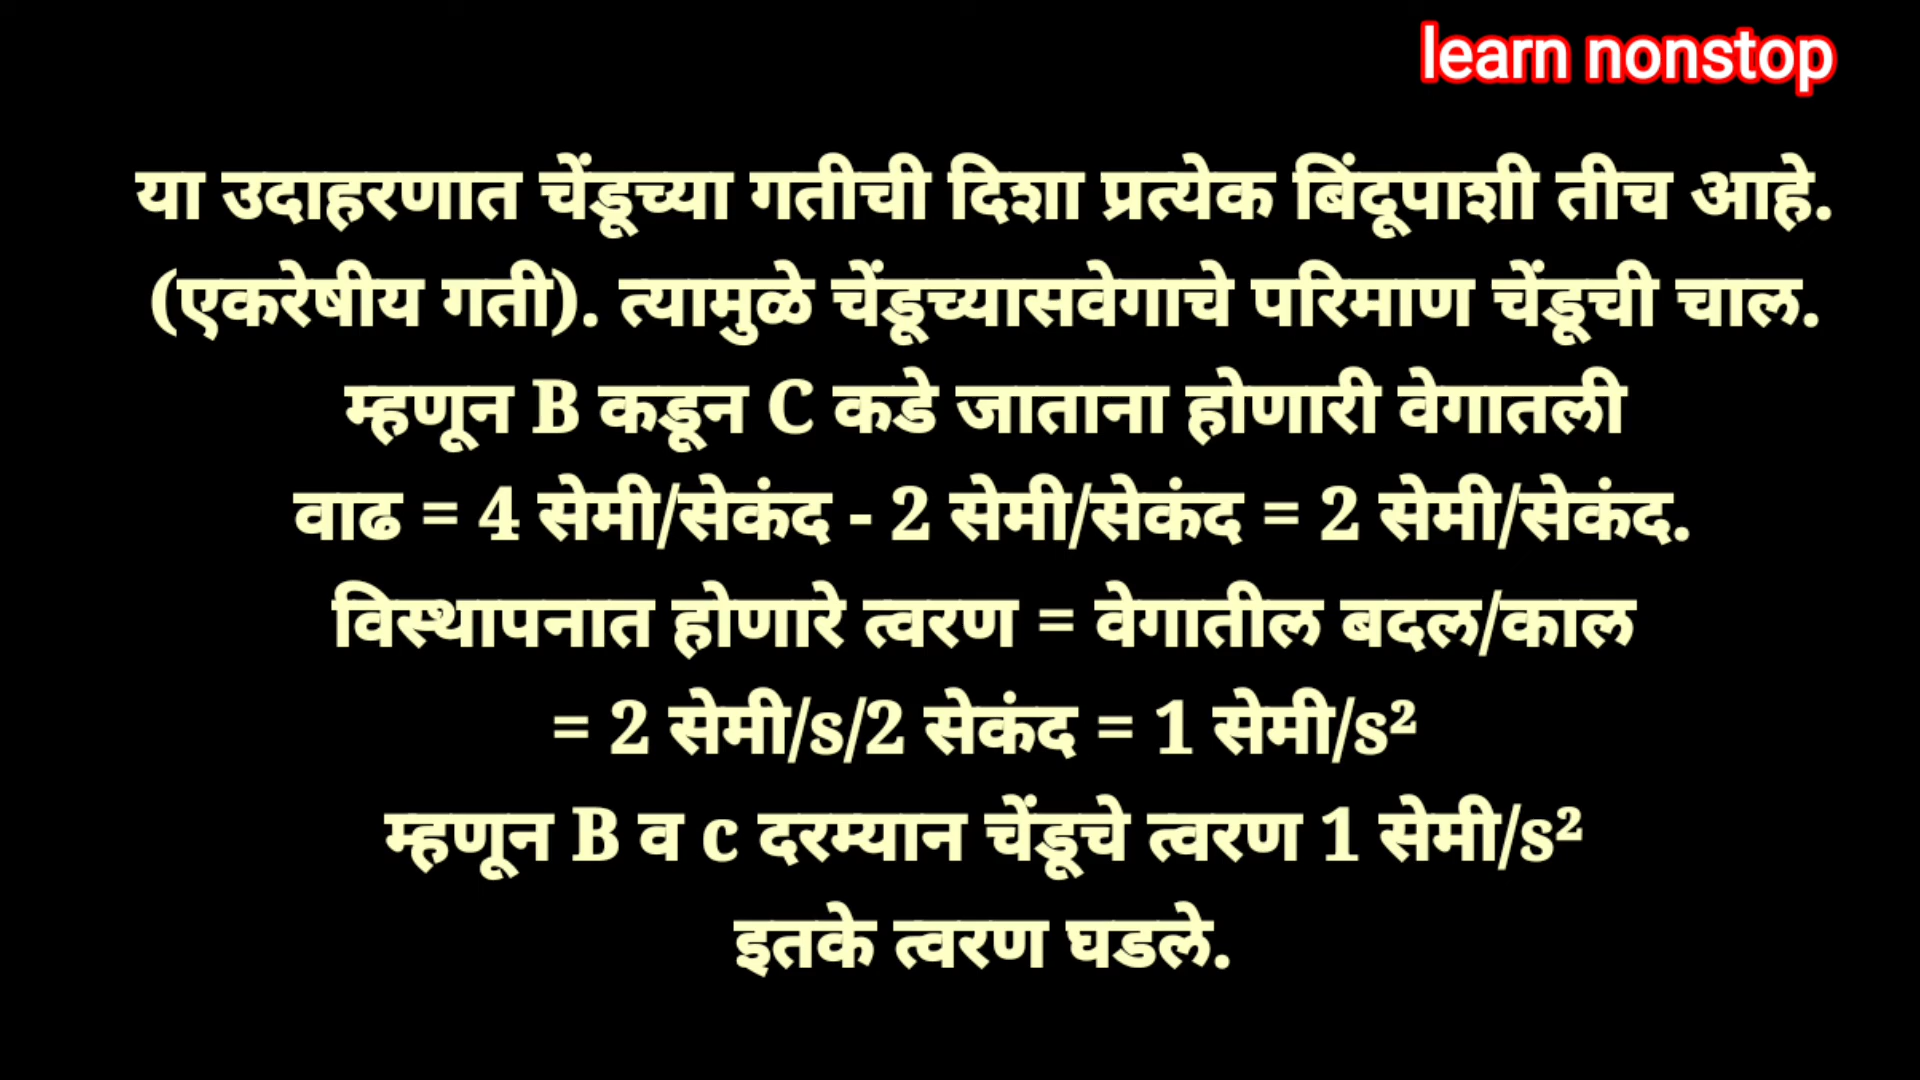 learn nonstop
या उदाहरणात चेंडूच्या गतीची दिशा प्रत्येक बिंदूपाशी तीच आहे.
(एकरेषीय गती). त्यामुळे चेंडूच्यासवेगाचे परिमाण चेंडूची चाल.
म्हणून B कडून C कडे जाताना होणारी वेगातली
वाढ = 4 सेमी/सेकंद - 2 सेमी/सेकंद = 2 सेमी/सेकंद.
विस्थापनात होणारे त्वरण = वेगातील बदल/काल
= 2 सेमी/s/2 सेकंद = 1 सेमी/s²
म्हणून B व c दरम्यान चेंडूचे त्वरण 1 सेमी/s²
इतके त्वरण घडले.